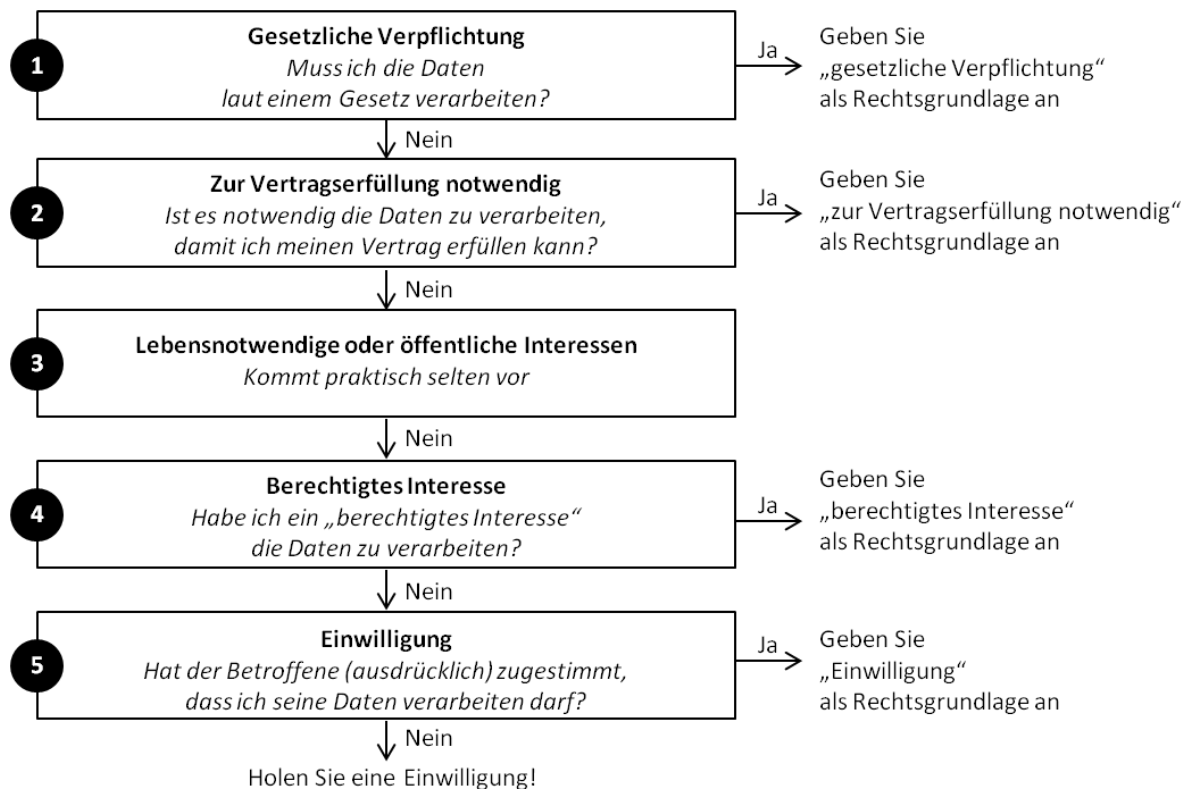 1
Gesetzliche Verpflichtung
Muss ich die Daten
laut einem Gesetz verarbeiten?
Ja
Geben Sie
„gesetzliche Verpflichtung“
als Rechtsgrundlage an
Nein
2
Zur Vertragserfüllung notwendig
Ist es notwendig die Daten zu verarbeiten,
damit ich meinen Vertrag erfüllen kann?
Ja
Geben Sie
„zur Vertragserfüllung notwendig“
als Rechtsgrundlage an
Nein
3
Lebensnotwendige oder öffentliche Interessen
Kommt praktisch selten vor
Nein
4
Berechtigtes Interesse
Habe ich ein „berechtigtes Interesse“
die Daten zu verarbeiten?
Ja
Geben Sie
„berechtigtes Interesse“
als Rechtsgrundlage an
Nein
5
Einwilligung
Hat der Betroffene (ausdrücklich) zugestimmt,
dass ich seine Daten verarbeiten darf?
Ja
Geben Sie
„Einwilligung“
als Rechtsgrundlage an
Nein
Holen Sie eine Einwilligung!